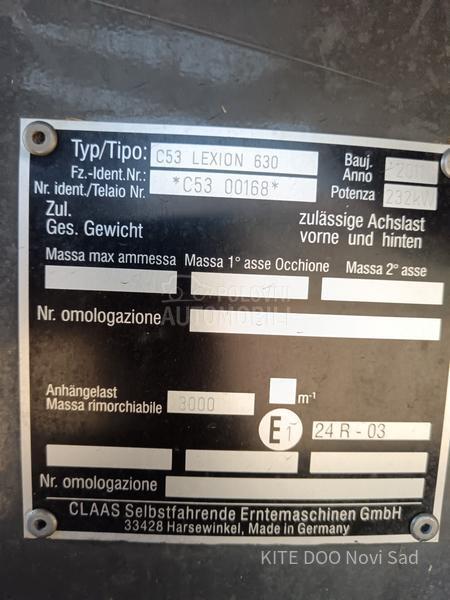 Typ/Tipo: C53 LEXION 630
Fz.-Ident.Nr.:
Nr. ident./Telaio Nr. *C53 00168*
Bauj.
Anno 2011
Potenza 232kW
Zul.
Ges. Gewicht
zulässige Achslast
vorne und hinten
Massa max ammessa Massa 1° asse Occhione Massa 2° asse
POLOVNI
AUTOMOBILI
Nr. omologazione
Anhängelast
Massa rimorchiabile 3000
m-1
E1 24 R - 03
Nr. omologazione
CLAAS Selbstfahrende Erntemaschinen GmbH
33428 Harsewinkel, Made in Germany
KITE DOO Novi Sad